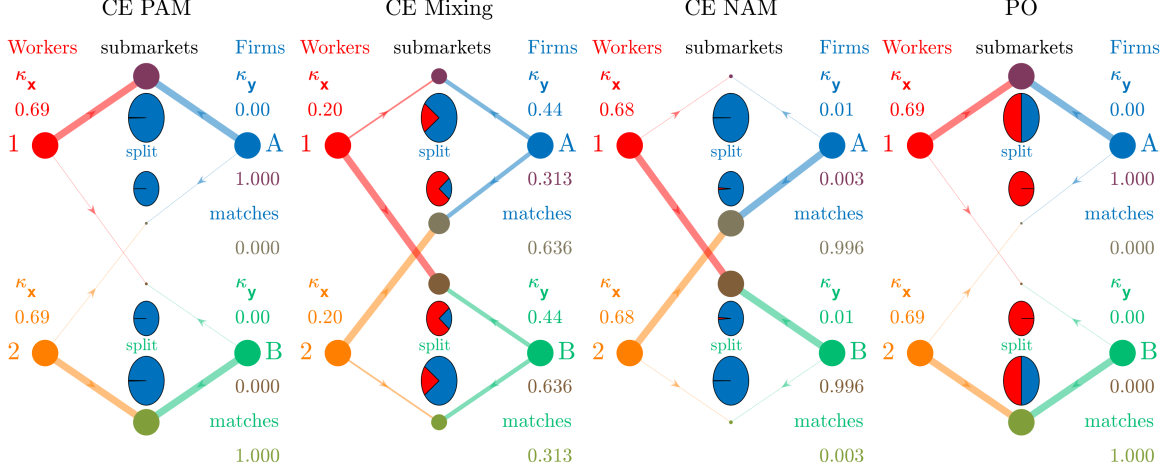 CE PAM
Workers submarkets Firms
κx κy
0.69 0.00
1 A
split
1.000
matches
0.000
κx κy
0.69 0.00
split
2 B
0.000
matches
1.000
CE Mixing
Workers submarkets Firms
κx κy
0.20 0.44
1 A
split
0.313
matches
0.636
κx κy
0.20 0.44
split
2 B
0.636
matches
0.313
CE NAM
Workers submarkets Firms
κx κy
0.68 0.01
1 A
split
0.003
matches
0.996
κx κy
0.68 0.01
split
2 B
0.996
matches
0.003
PO
Workers submarkets Firms
κx κy
0.69 0.00
1 A
split
1.000
matches
0.000
κx κy
0.69 0.00
split
2 B
0.000
matches
1.000